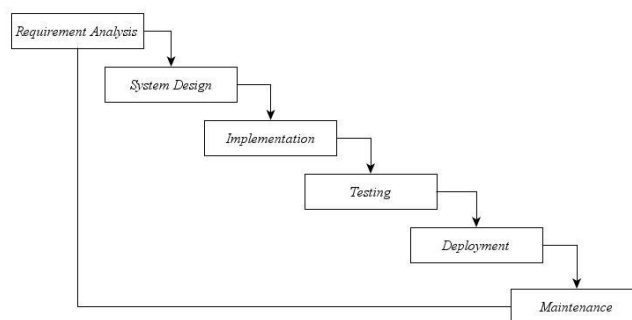 Requirement Analysis
System Design
Implementation
Testing
Deployment
Maintenance